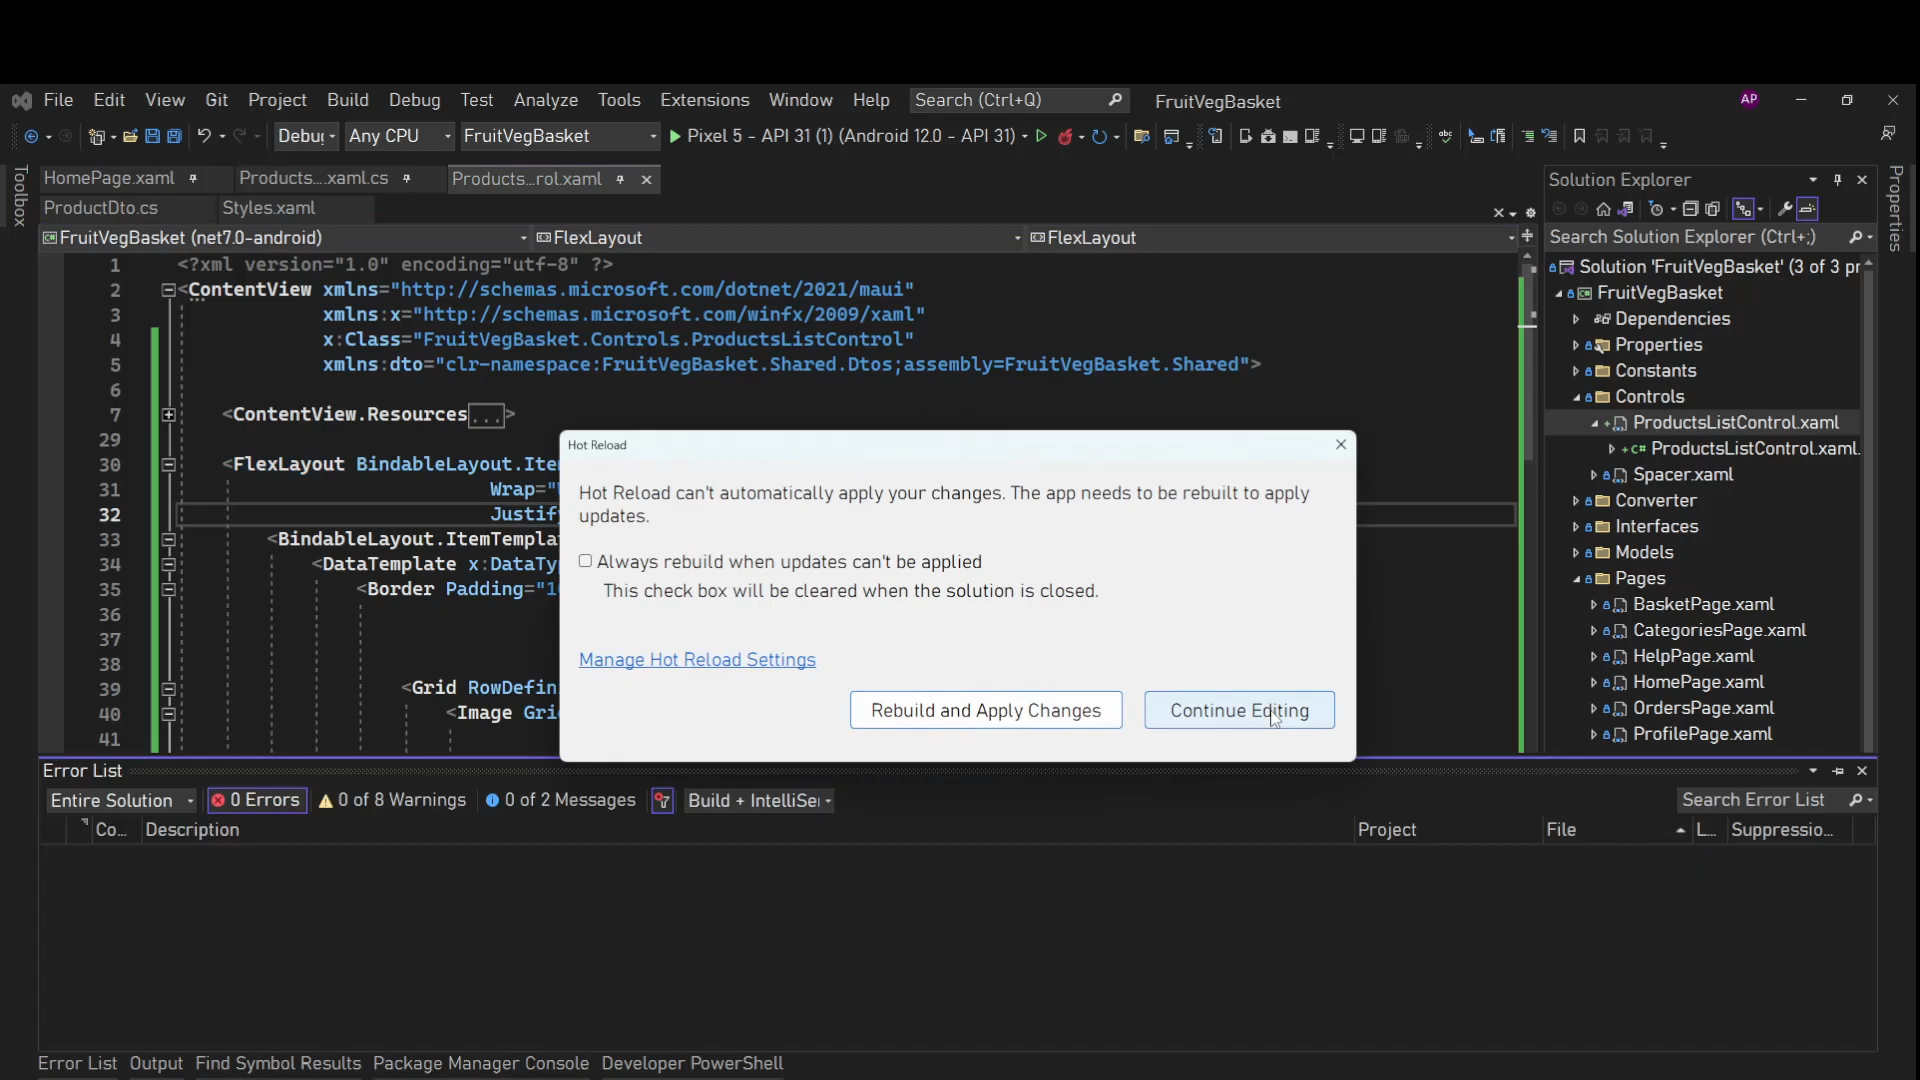 File Edit View Git Project Build Debug Test Analyze Tools Extensions Window Help Search (Ctrl+Q) FruitVegBasket AP
Debug Any CPU FruitVegBasket Pixel 5 - API 31 (1) (Android 12.0 - API 31)
Toolbox
HomePage.xaml Products....xaml.cs Products...rol.xaml
ProductDto.cs Styles.xaml
FruitVegBasket (net7.0-android) FlexLayout FlexLayout
1 <?xml version="1.0" encoding="utf-8" ?>
2 <ContentView xmlns="http://schemas.microsoft.com/dotnet/2021/maui"
3 xmlns:x="http://schemas.microsoft.com/winfx/2009/xaml"
4 x:Class="FruitVegBasket.Controls.ProductsListControl"
5 xmlns:dto="clr-namespace:FruitVegBasket.Shared.Dtos;assembly=FruitVegBasket.Shared">
6
7 <ContentView.Resources...>
29
30 <FlexLayout BindableLayout.Ite
31 Wrap="
32 Justify
33 <BindableLayout.ItemTempla
34 <DataTemplate x:DataTy
35 <Border Padding="1
36
37
38
39 <Grid RowDefin
40 <Image Gri
41
Hot Reload
Hot Reload can't automatically apply your changes. The app needs to be rebuilt to apply
updates.
Always rebuild when updates can't be applied
This check box will be cleared when the solution is closed.
Manage Hot Reload Settings
Rebuild and Apply Changes Continue Editing
Solution Explorer
Search Solution Explorer (Ctrl+;)
Solution 'FruitVegBasket' (3 of 3 pr
FruitVegBasket
Dependencies
Properties
Constants
Controls
ProductsListControl.xaml
C# ProductsListControl.xaml.
Spacer.xaml
Converter
Interfaces
Models
Pages
BasketPage.xaml
CategoriesPage.xaml
HelpPage.xaml
HomePage.xaml
OrdersPage.xaml
ProfilePage.xaml
Properties
Error List
Entire Solution 0 Errors 0 of 8 Warnings 0 of 2 Messages Build + IntelliSe Search Error List
Co... Description Project File L... Suppressio...
Error List Output Find Symbol Results Package Manager Console Developer PowerShell